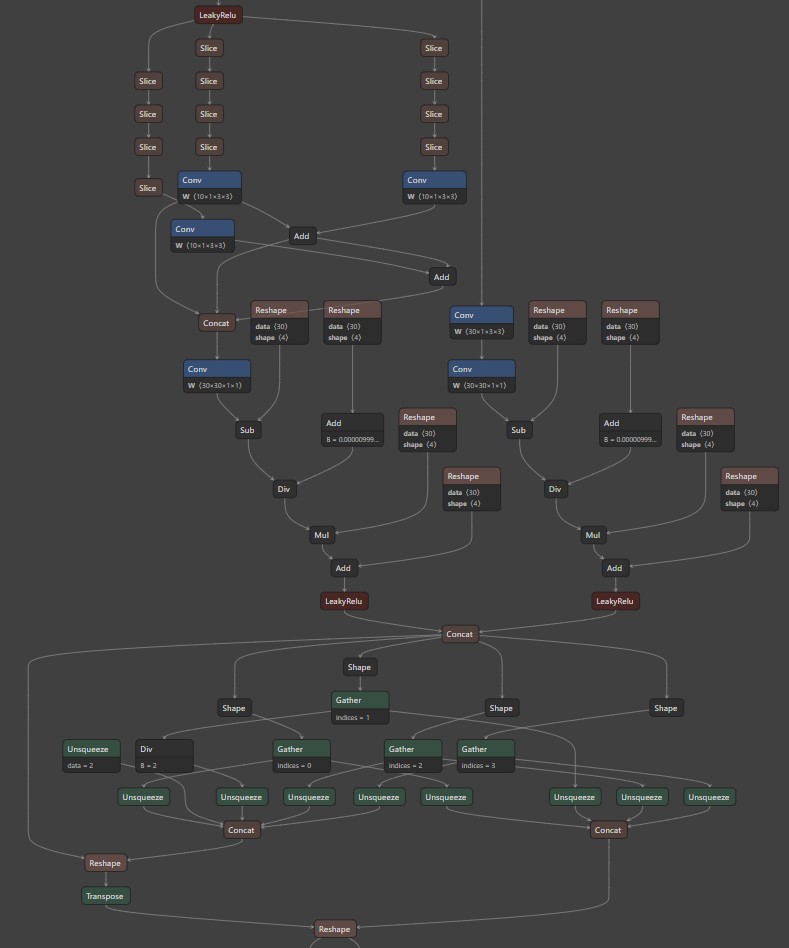 LeakyRelu
Slice
Slice
Slice
Slice
Slice
Slice
Slice
Slice
Slice
Slice
Slice
Conv
W ⟨10×1×3×3⟩
Conv
W ⟨10×1×3×3⟩
Slice
Conv
W ⟨10×1×3×3⟩
Add
Add
Concat
Reshape
data ⟨30⟩
shape ⟨4⟩
Reshape
data ⟨30⟩
shape ⟨4⟩
Conv
W ⟨30×1×3×3⟩
Reshape
data ⟨30⟩
shape ⟨4⟩
Reshape
data ⟨30⟩
shape ⟨4⟩
Conv
W ⟨30×30×1×1⟩
Conv
W ⟨30×30×1×1⟩
Sub
Add
B = 0.00000999...
Reshape
data ⟨30⟩
shape ⟨4⟩
Sub
Add
B = 0.00000999...
Reshape
data ⟨30⟩
shape ⟨4⟩
Div
Reshape
data ⟨30⟩
shape ⟨4⟩
Div
Reshape
data ⟨30⟩
shape ⟨4⟩
Mul
Mul
Add
Add
LeakyRelu
LeakyRelu
Concat
Shape
Shape
Gather
indices = 1
Shape
Shape
Unsqueeze
data = 2
Div
B = 2
Gather
indices = 0
Gather
indices = 2
Gather
indices = 3
Unsqueeze
Unsqueeze
Unsqueeze
Unsqueeze
Unsqueeze
Unsqueeze
Unsqueeze
Unsqueeze
Concat
Concat
Reshape
Transpose
Reshape